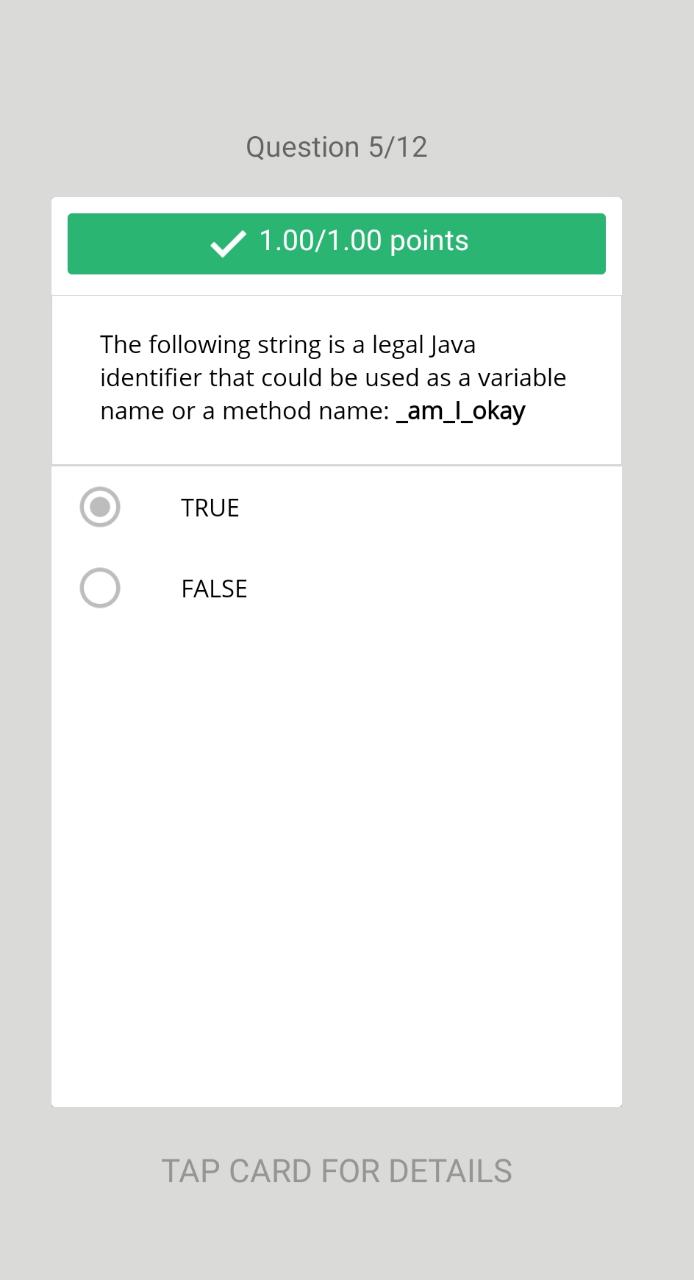 Question 5/12
1.00/1.00 points
The following string is a legal Java
identifier that could be used as a variable
name or a method name: _am_I_okay
TRUE
FALSE
TAP CARD FOR DETAILS